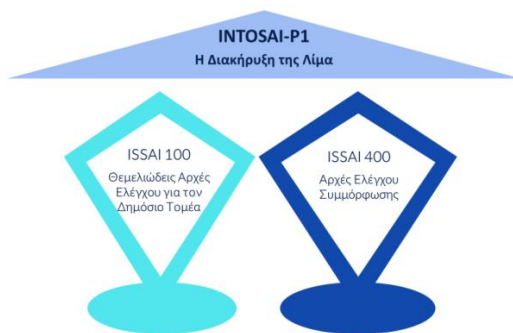 INTOSAI-P1
Η Διακήρυξη της Λίμα
ISSAI 100
Θεμελιώδεις Αρχές
Ελέγχου για τον
Δημόσιο Τομέα
ISSAI 400
Αρχές Ελέγχου
Συμμόρφωσης